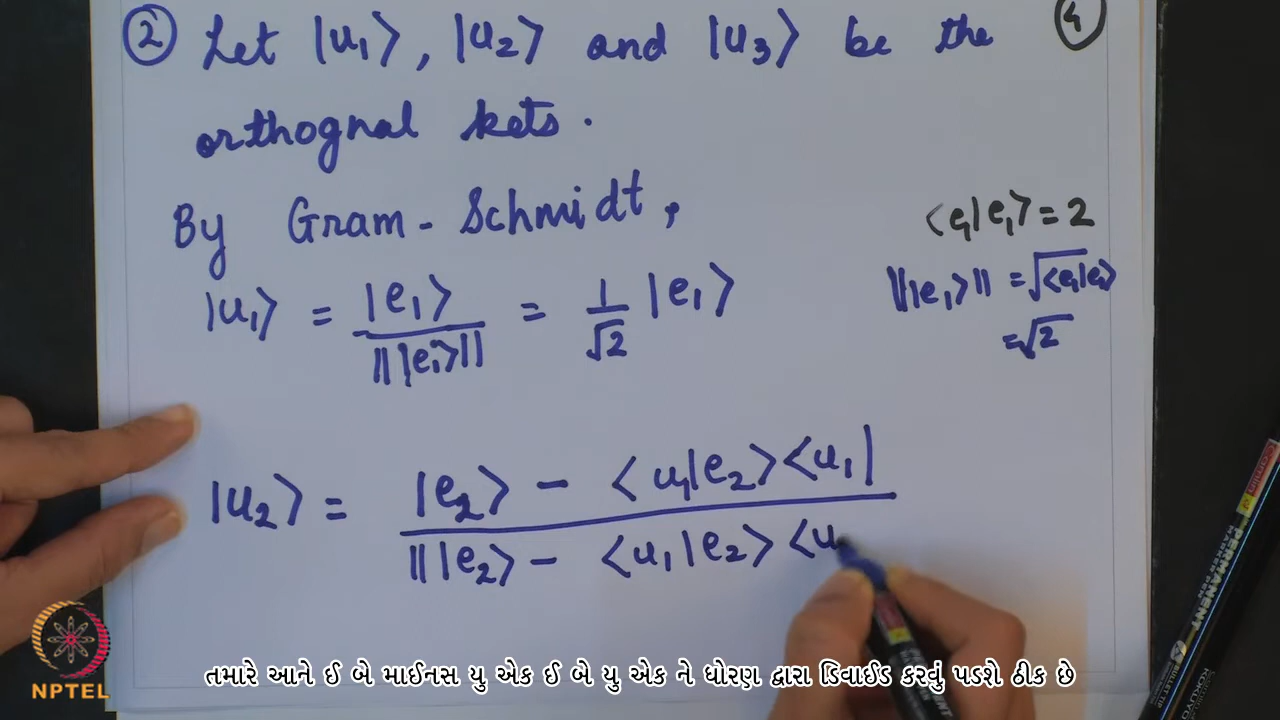 ② Let |u₁⟩, |u₂⟩ and |u₃⟩ be the ④
orthognal kets.
By Gram-Schmidt,
⟨e₁|e₁⟩ = 2
|u₁⟩ = |e₁⟩ / || |e₁⟩ || = 1/√2 |e₁⟩
|| |e₁⟩ || = √⟨e₁|e₁⟩
= √2
|u₂⟩ = |e₂⟩ - ⟨u₁|e₂⟩⟨u₁|
|| |e₂⟩ - ⟨u₁|e₂⟩⟨u
NPTEL
તમારે આને ઈ બે માઈનસ યુ એક ઈ બે યુ એક ને ધોરણ દ્વારા ડિવાઈડ કરવું પડશે ઠીક છે